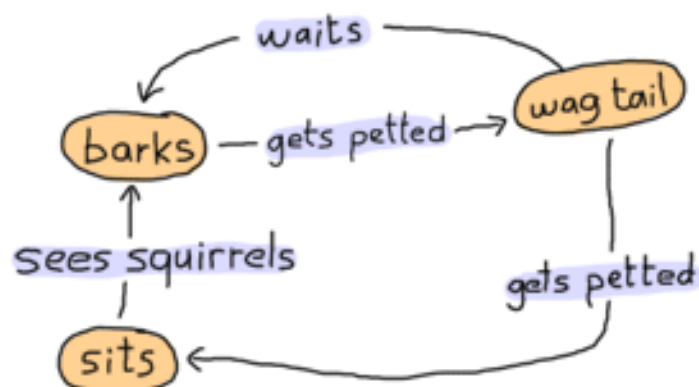 waits
wag tail
barks
gets petted
sees squirrels
gets petted
sits